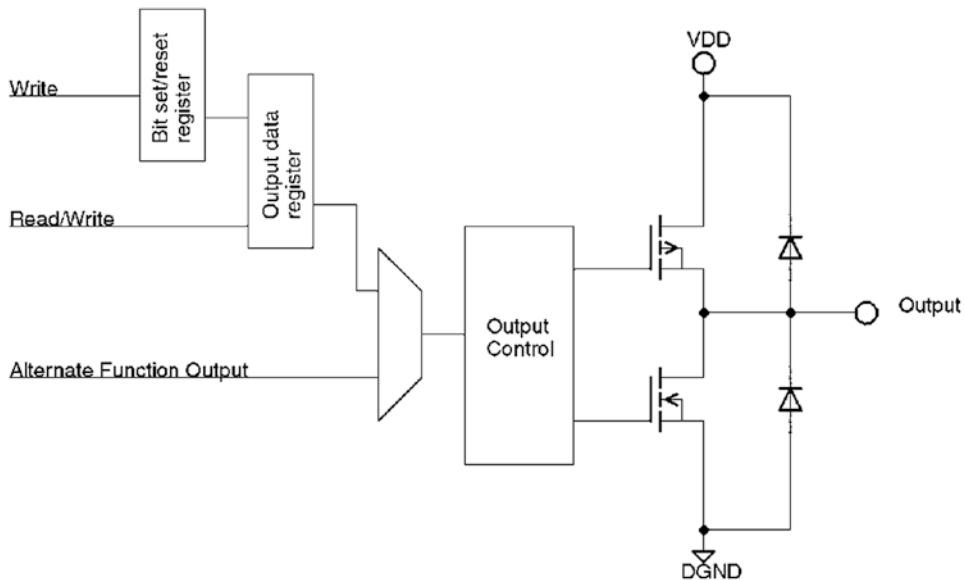 VDD
Write
Bit set/reset
register
Output data
register
Read/Write
Output
Output
Control
Alternate Function Output
DGND